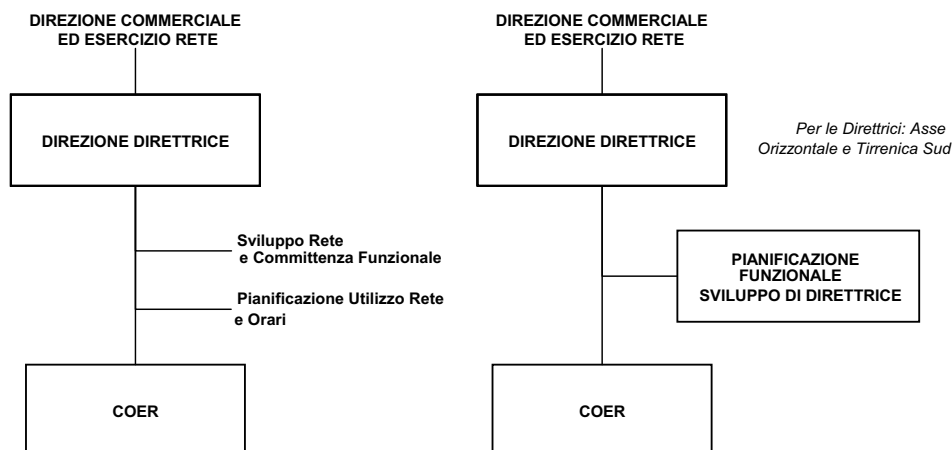 DIREZIONE COMMERCIALE
ED ESERCIZIO RETE
DIREZIONE DIRETTRICE
Sviluppo Rete
e Committenza Funzionale
Pianificazione Utilizzo Rete
e Orari
COER
DIREZIONE COMMERCIALE
ED ESERCIZIO RETE
DIREZIONE DIRETTRICE
Per le Direttrici: Asse
Orizzontale e Tirrenica Sud
PIANIFICAZIONE
FUNZIONALE
SVILUPPO DI DIRETTRICE
COER